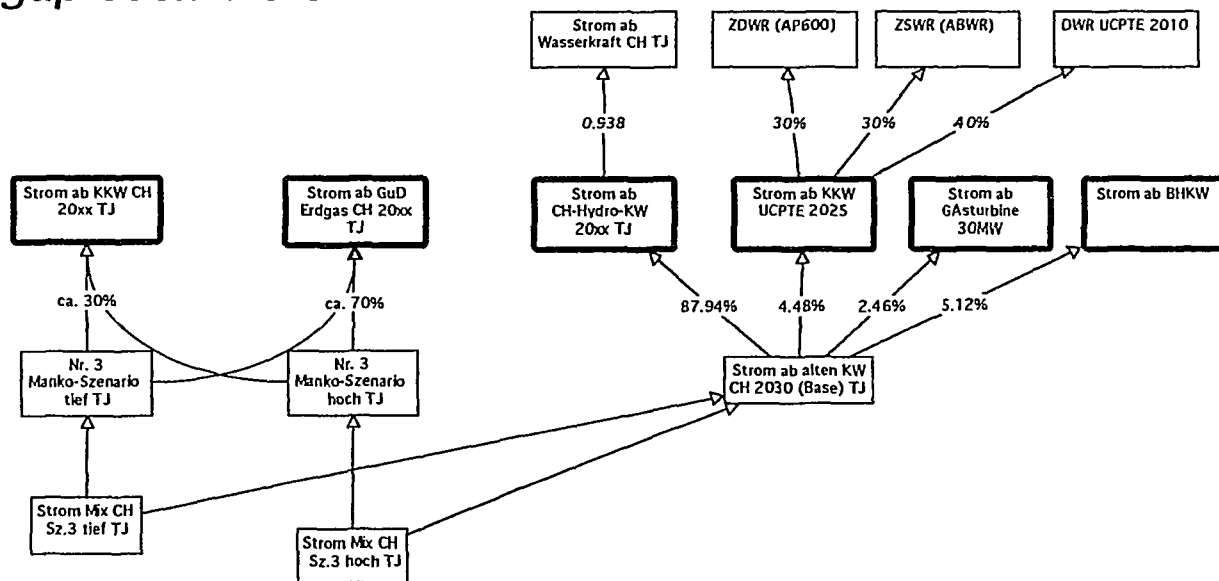 Strom ab
Wasserkraft CH TJ
ZDWR (AP600)
ZSWR (ABWR)
DWR UCPTE 2010
0.938
30%
30%
40%
Strom ab KKW CH
20xx TJ
Strom ab GuD
Erdgas CH 20xx
TJ
Strom ab
CH-Hydro-KW
20xx TJ
Strom ab KKW
UCPTE 2025
Strom ab
GAsturbine
30MW
Strom ab BHKW
ca. 30%
ca. 70%
87.94%
4.48%
2.46%
5.12%
Nr. 3
Manko-Szenario
tief TJ
Nr. 3
Manko-Szenario
hoch TJ
Strom ab alten KW
CH 2030 (Base) TJ
Strom Mix CH
Sz.3 tief TJ
Strom Mix CH
Sz.3 hoch TJ